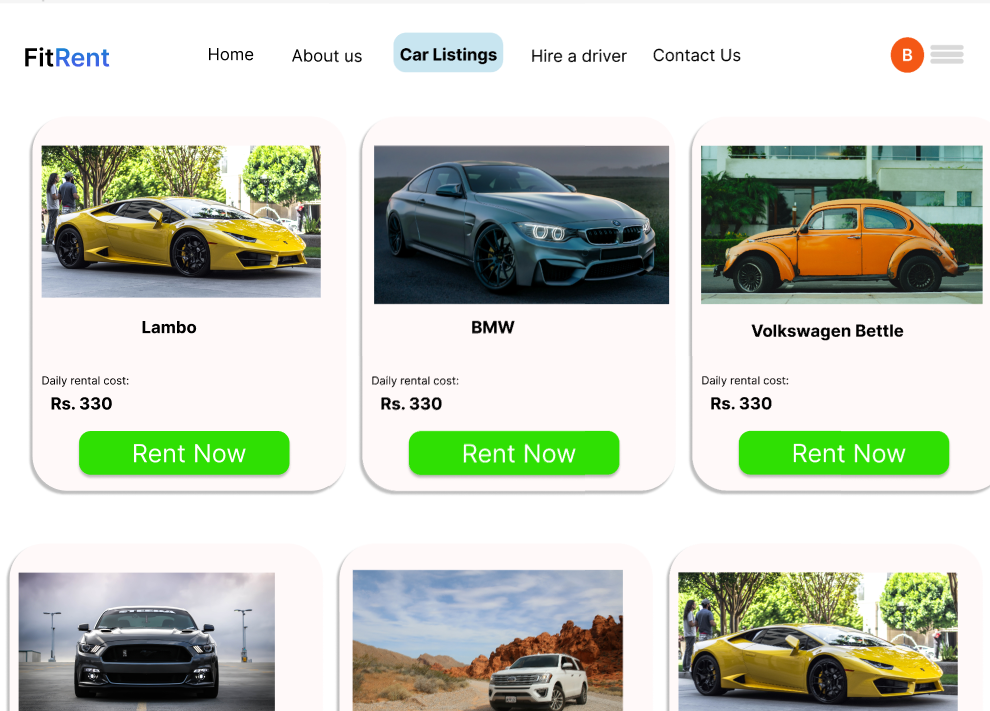 FitRent
Home
About us
Car Listings
Hire a driver
Contact Us
B
Lambo
BMW
Volkswagen Bettle
Daily rental cost:
Daily rental cost:
Daily rental cost:
Rs. 330
Rs. 330
Rs. 330
Rent Now
Rent Now
Rent Now